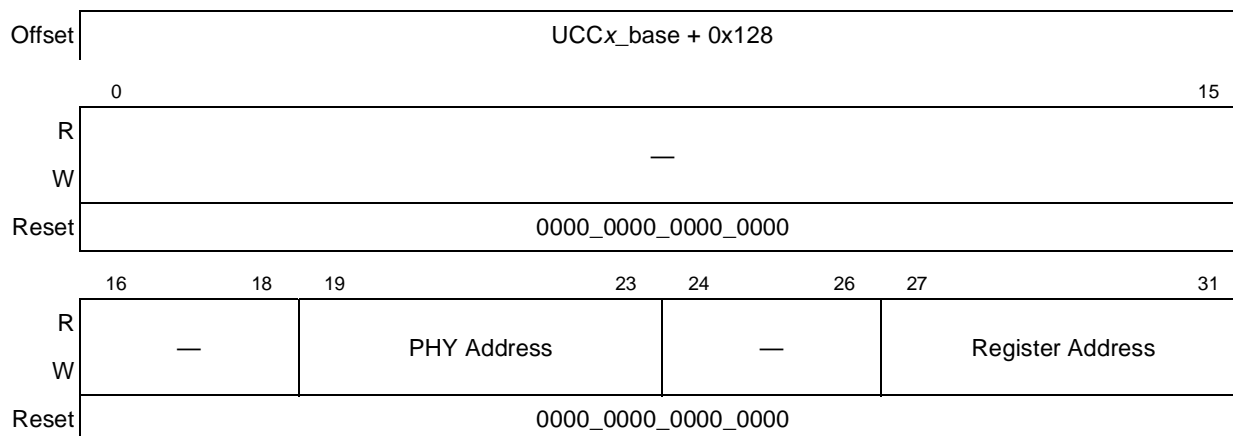 Offset UCCx_base + 0x128
0 15
R
—
W
Reset 0000_0000_0000_0000
16 18 19 23 24 26 27 31
R
— PHY Address — Register Address
W
Reset 0000_0000_0000_0000